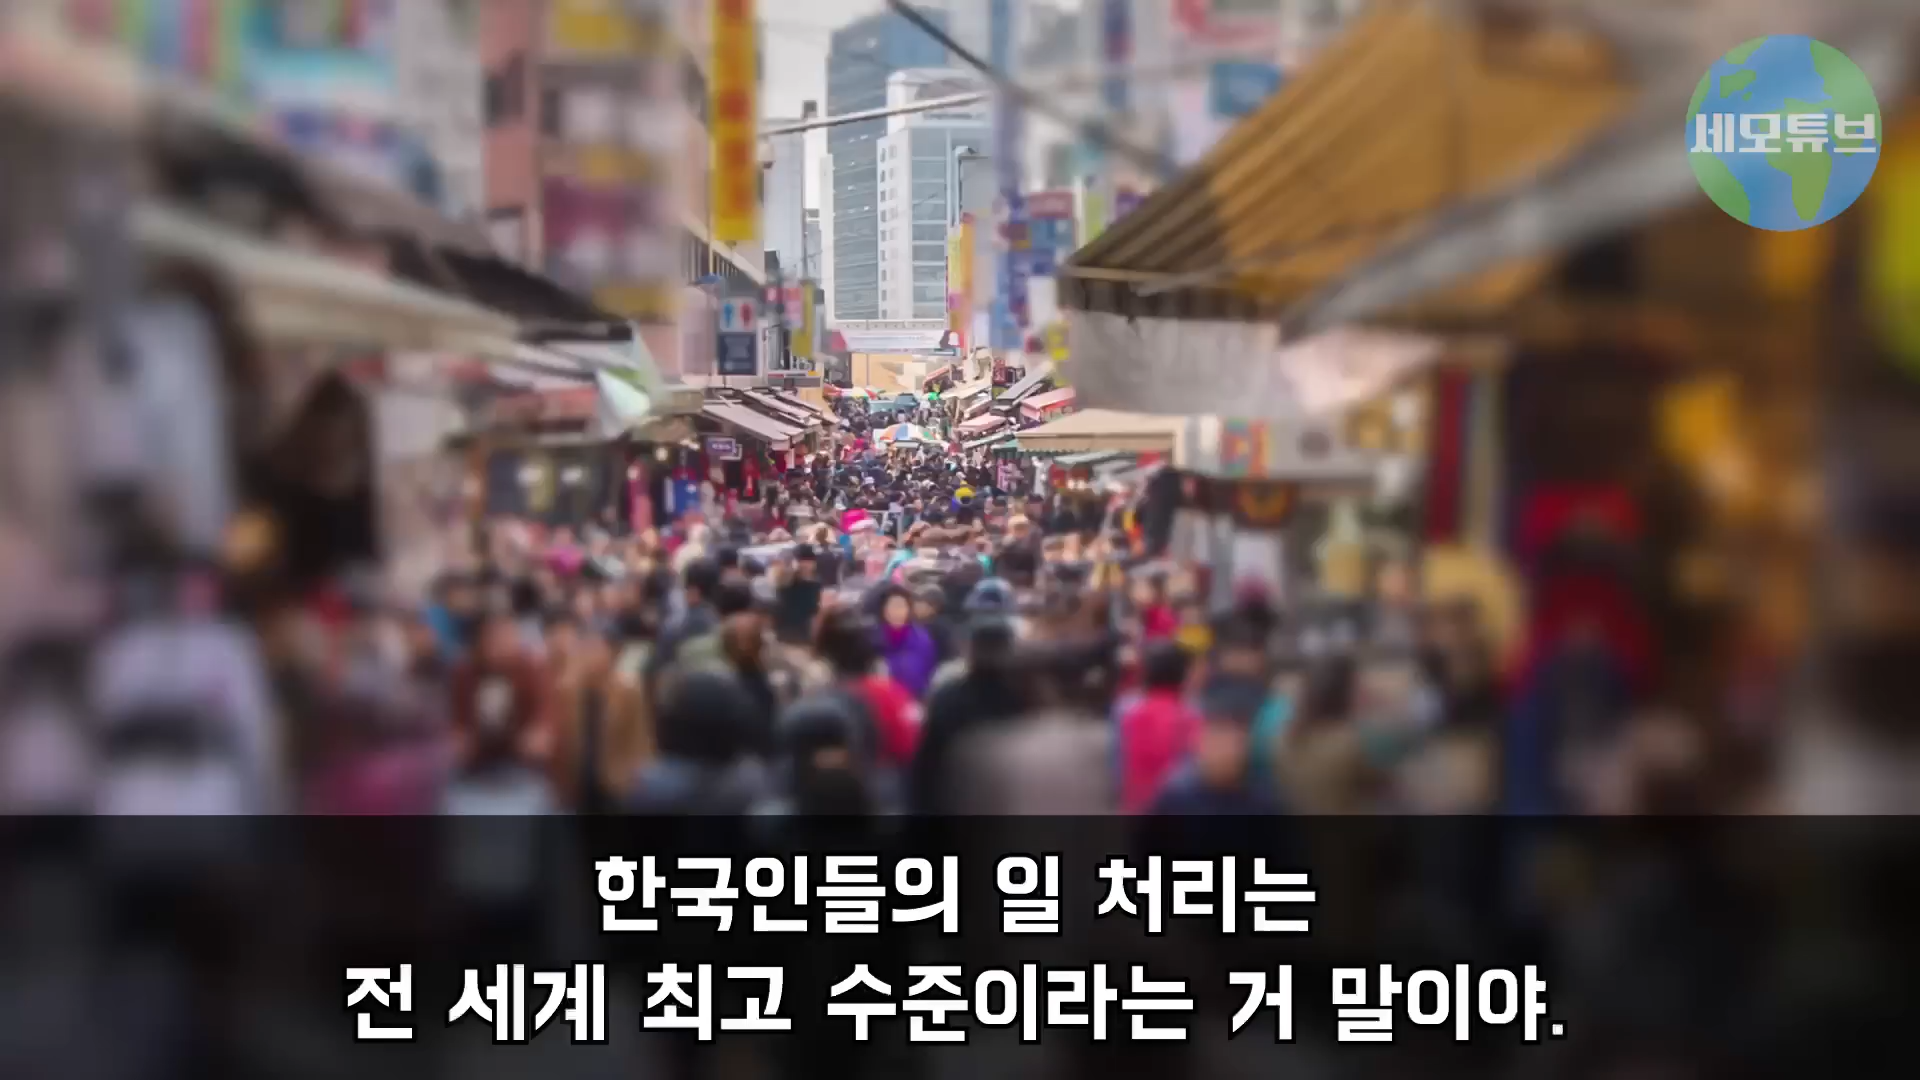 세모튜브
한국인들의 일 처리는
전 세계 최고 수준이라는 거 말이야.